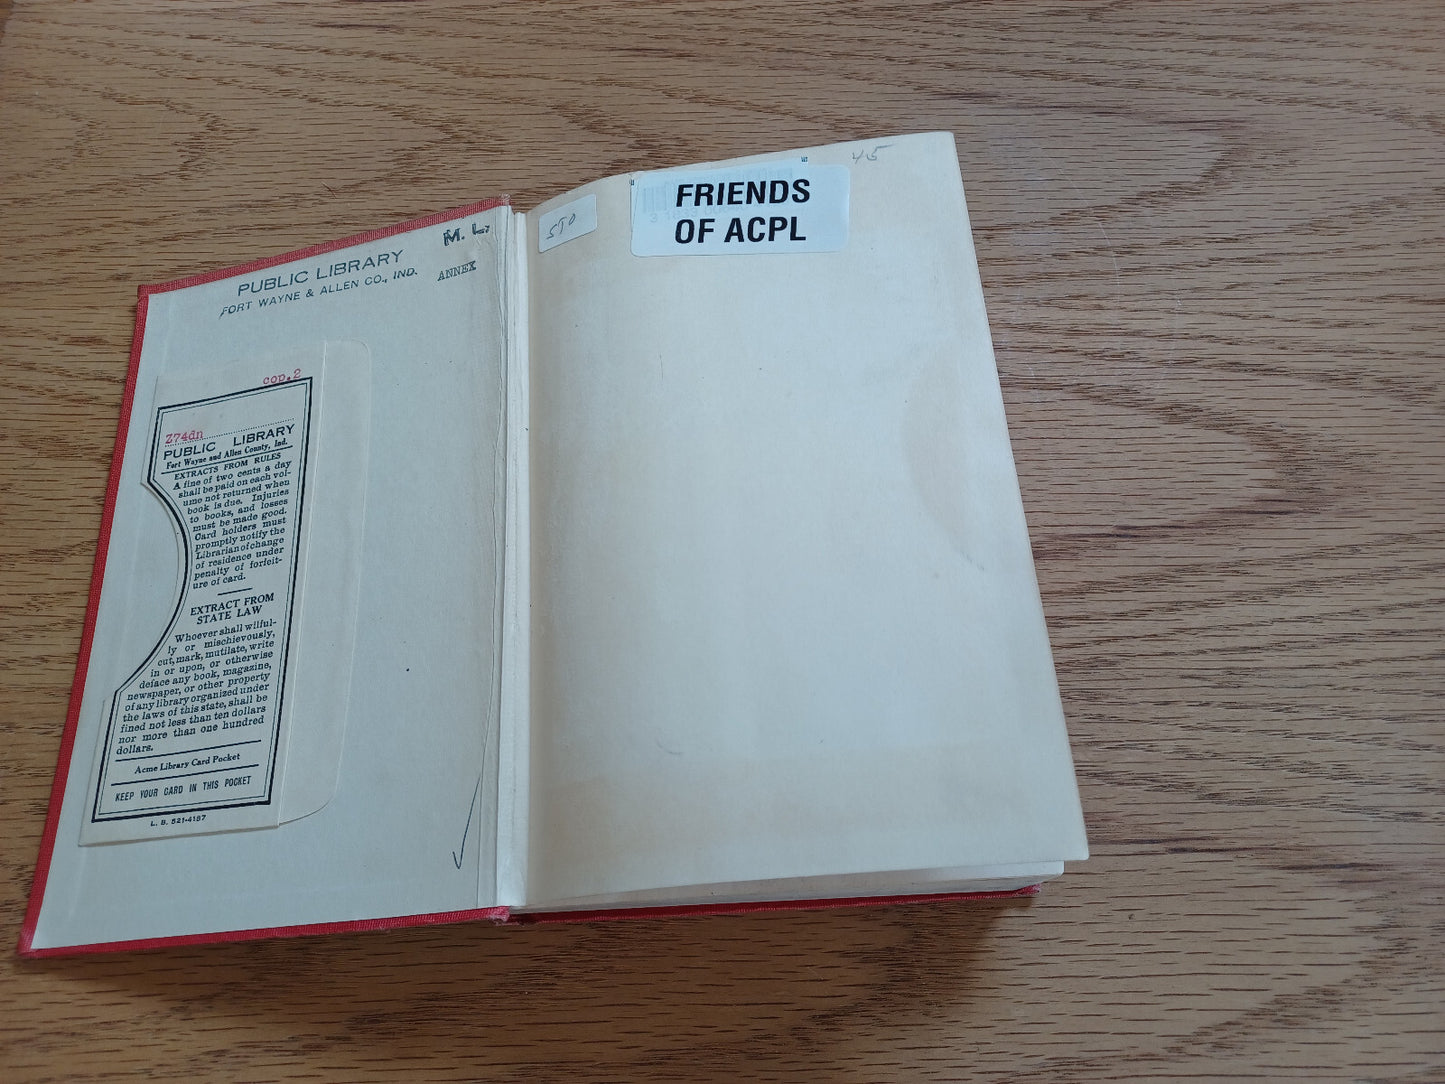 M. L.
PUBLIC LIBRARY
FORT WAYNE & ALLEN CO., IND.
ANNEX
cop.2
Z74dn
PUBLIC LIBRARY
Fort Wayne and Allen County, Ind.
EXTRACTS FROM RULES
A fine of two cents a day
shall be paid on each vol-
ume not returned when
book is due. Injuries
to books, and losses
must be made good.
Card holders must
promptly notify the
Librarian of change
of residence under
penalty of forfeit-
ure of card.
EXTRACT FROM
STATE LAW
Whoever shall wilful-
ly or mischievously,
cut, mark, mutilate, write
in or upon, or otherwise
deface any book, magazine,
newspaper, or other property
of any library organized under
the laws of this state, shall be
fined not less than ten dollars
nor more than one hundred
dollars.
Acme Library Card Pocket
KEEP YOUR CARD IN THIS POCKET
L. B. 521-4187
550
FRIENDS
OF ACPL
45